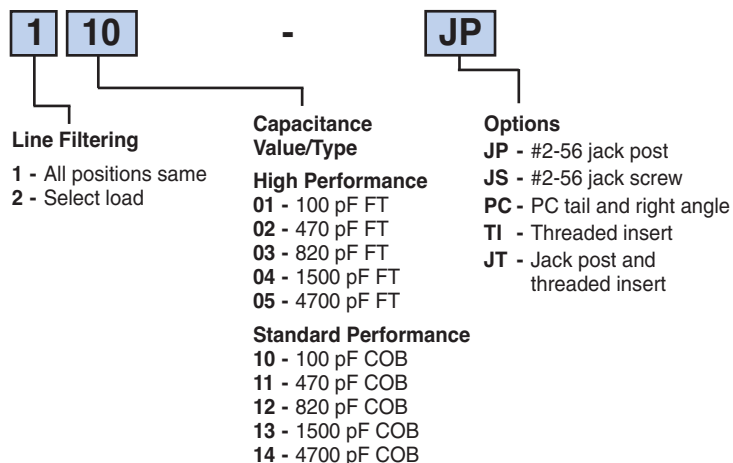 1 10 - JP
Line Filtering
1 - All positions same
2 - Select load
Capacitance
Value/Type
High Performance
01 - 100 pF FT
02 - 470 pF FT
03 - 820 pF FT
04 - 1500 pF FT
05 - 4700 pF FT
Standard Performance
10 - 100 pF COB
11 - 470 pF COB
12 - 820 pF COB
13 - 1500 pF COB
14 - 4700 pF COB
Options
JP - #2-56 jack post
JS - #2-56 jack screw
PC - PC tail and right angle
TI - Threaded insert
JT - Jack post and
threaded insert